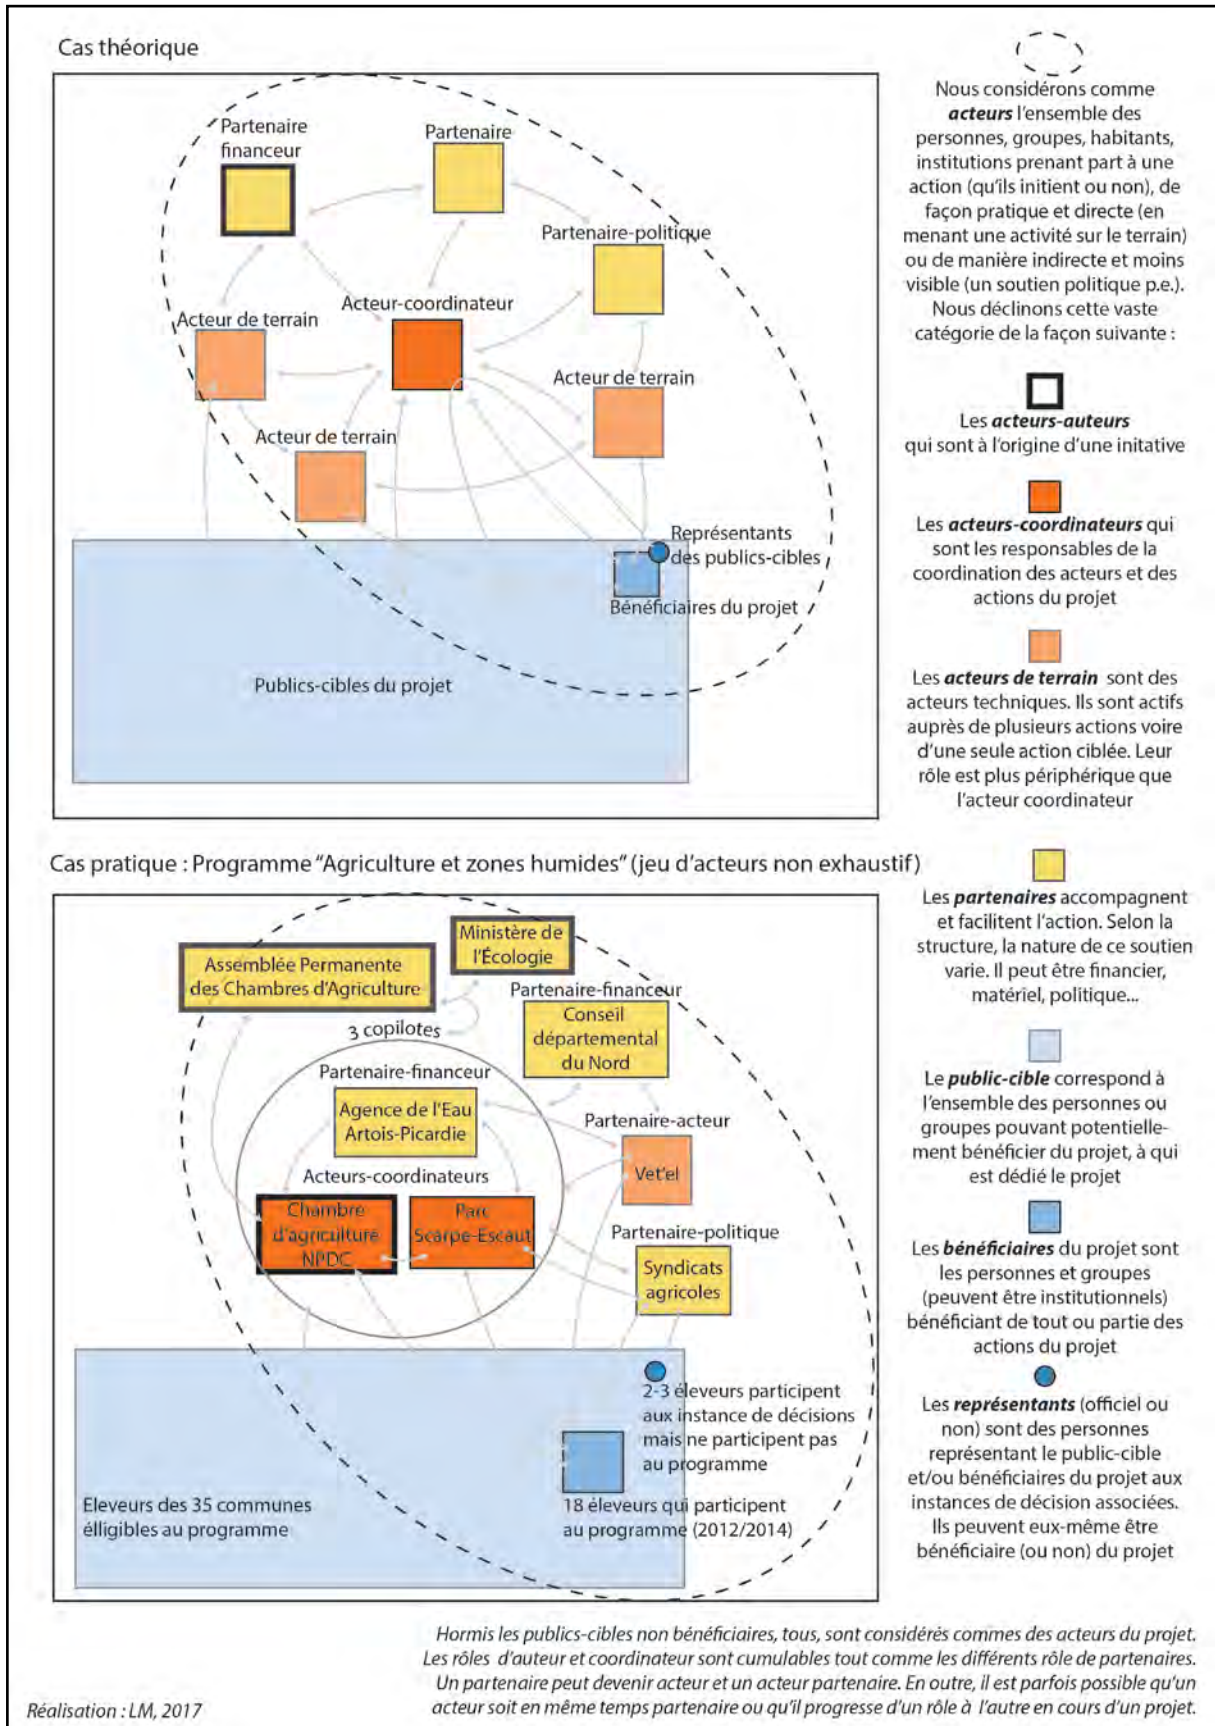 Cas théorique
Partenaire
financeur
Partenaire
Partenaire-politique
Acteur-coordinateur
Acteur de terrain
Acteur de terrain
Acteur de terrain
Représentants
des publics-cibles
Bénéficiaires du projet
Publics-cibles du projet
Nous considérons comme
acteurs l'ensemble des
personnes, groupes, habitants,
institutions prenant part à une
action (qu'ils initient ou non), de
façon pratique et directe (en
menant une activité sur le terrain)
ou de manière indirecte et moins
visible (un soutien politique p.e.).
Nous déclinons cette vaste
catégorie de la façon suivante :
Les acteurs-auteurs
qui sont à l'origine d'une initative
Les acteurs-coordinateurs qui
sont les responsables de la
coordination des acteurs et des
actions du projet
Les acteurs de terrain sont des
acteurs techniques. Ils sont actifs
auprès de plusieurs actions voire
d'une seule action ciblée. Leur
rôle est plus périphérique que
l'acteur coordinateur
Les partenaires accompagnent
et facilitent l'action. Selon la
structure, la nature de ce soutien
varie. Il peut être financier,
matériel, politique...
Le public-cible correspond à
l'ensemble des personnes ou
groupes pouvant potentielle-
ment bénéficier du projet, à qui
est dédié le projet
Les bénéficiaires du projet sont
les personnes et groupes
(peuvent être institutionnels)
bénéficiant de tout ou partie des
actions du projet
Les représentants (officiel ou
non) sont des personnes
représentant le public-cible
et/ou bénéficiaires du projet aux
instances de décision associées.
Ils peuvent eux-même être
bénéficiaire (ou non) du projet
Cas pratique : Programme "Agriculture et zones humides" (jeu d'acteurs non exhaustif)
Assemblée Permanente
des Chambres d'Agriculture
Ministère de
l'Écologie
3 copilotes
Partenaire-financeur
Conseil
départemental
du Nord
Partenaire-financeur
Agence de l'Eau
Artois-Picardie
Partenaire-acteur
Vet'el
Acteurs-coordinateurs
Chambre
d'agriculture
NPDC
Parc
Scarpe-Escaut
Partenaire-politique
Syndicats
agricoles
2-3 éleveurs participent
aux instance de décisions
mais ne participent pas
au programme
18 éleveurs qui participent
au programme (2012/2014)
Eleveurs des 35 communes
élligibles au programme
Hormis les publics-cibles non bénéficiaires, tous, sont considérés commes des acteurs du projet.
Les rôles d'auteur et coordinateur sont cumulables tout comme les différents rôle de partenaires.
Un partenaire peut devenir acteur et un acteur partenaire. En outre, il est parfois possible qu'un
acteur soit en même temps partenaire ou qu'il progresse d'un rôle à l'autre en cours d'un projet.
Réalisation : LM, 2017